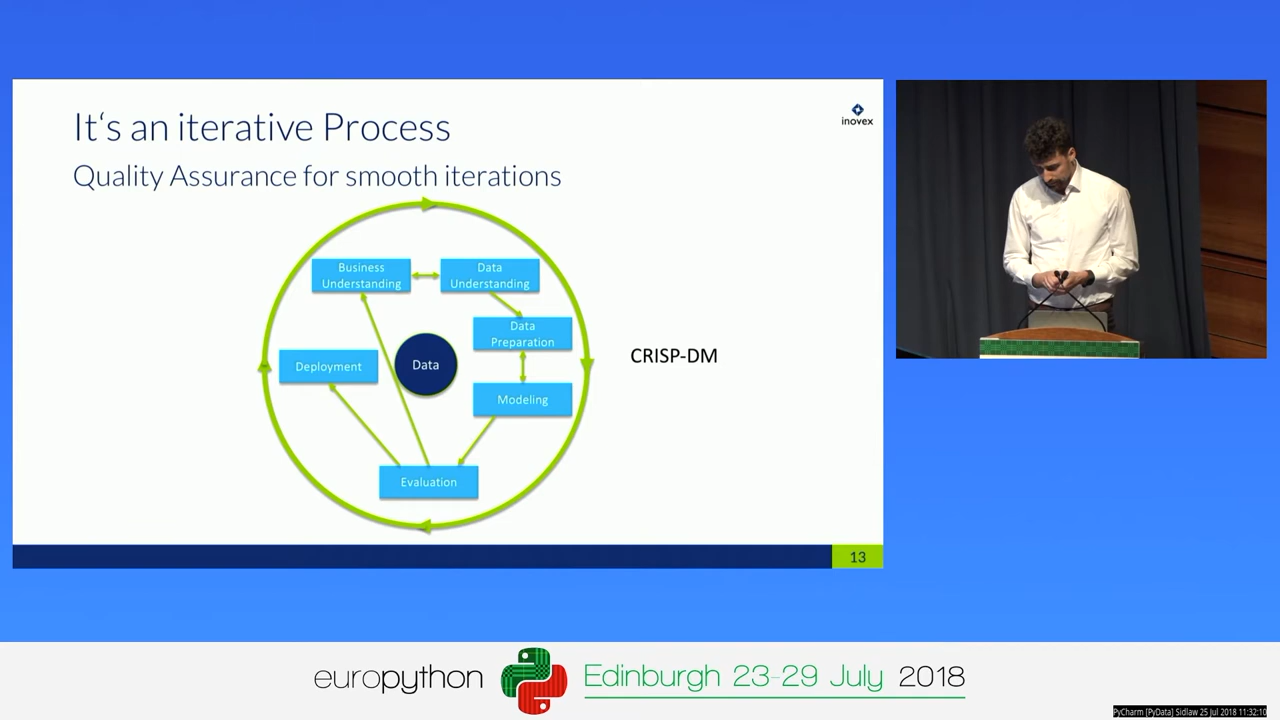 It‘s an iterative Process
Quality Assurance for smooth iterations
inovex
Business
Understanding
Data
Understanding
Data
Preparation
Deployment
Data
CRISP-DM
Modeling
Evaluation
13
europython
Edinburgh 23-29 July 2018
PyCharm [PyData] Sidlaw 25 Jul 2018 11:32:10